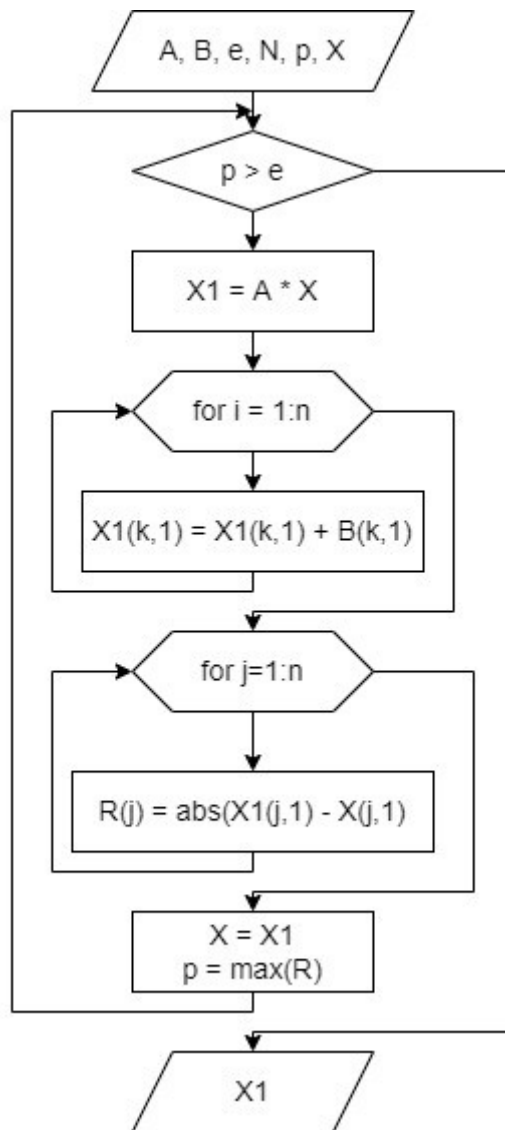 A, B, e, N, p, X
p > e
X1 = A * X
for i = 1:n
X1(k,1) = X1(k,1) + B(k,1)
for j=1:n
R(j) = abs(X1(j,1) - X(j,1)
X = X1
p = max(R)
X1